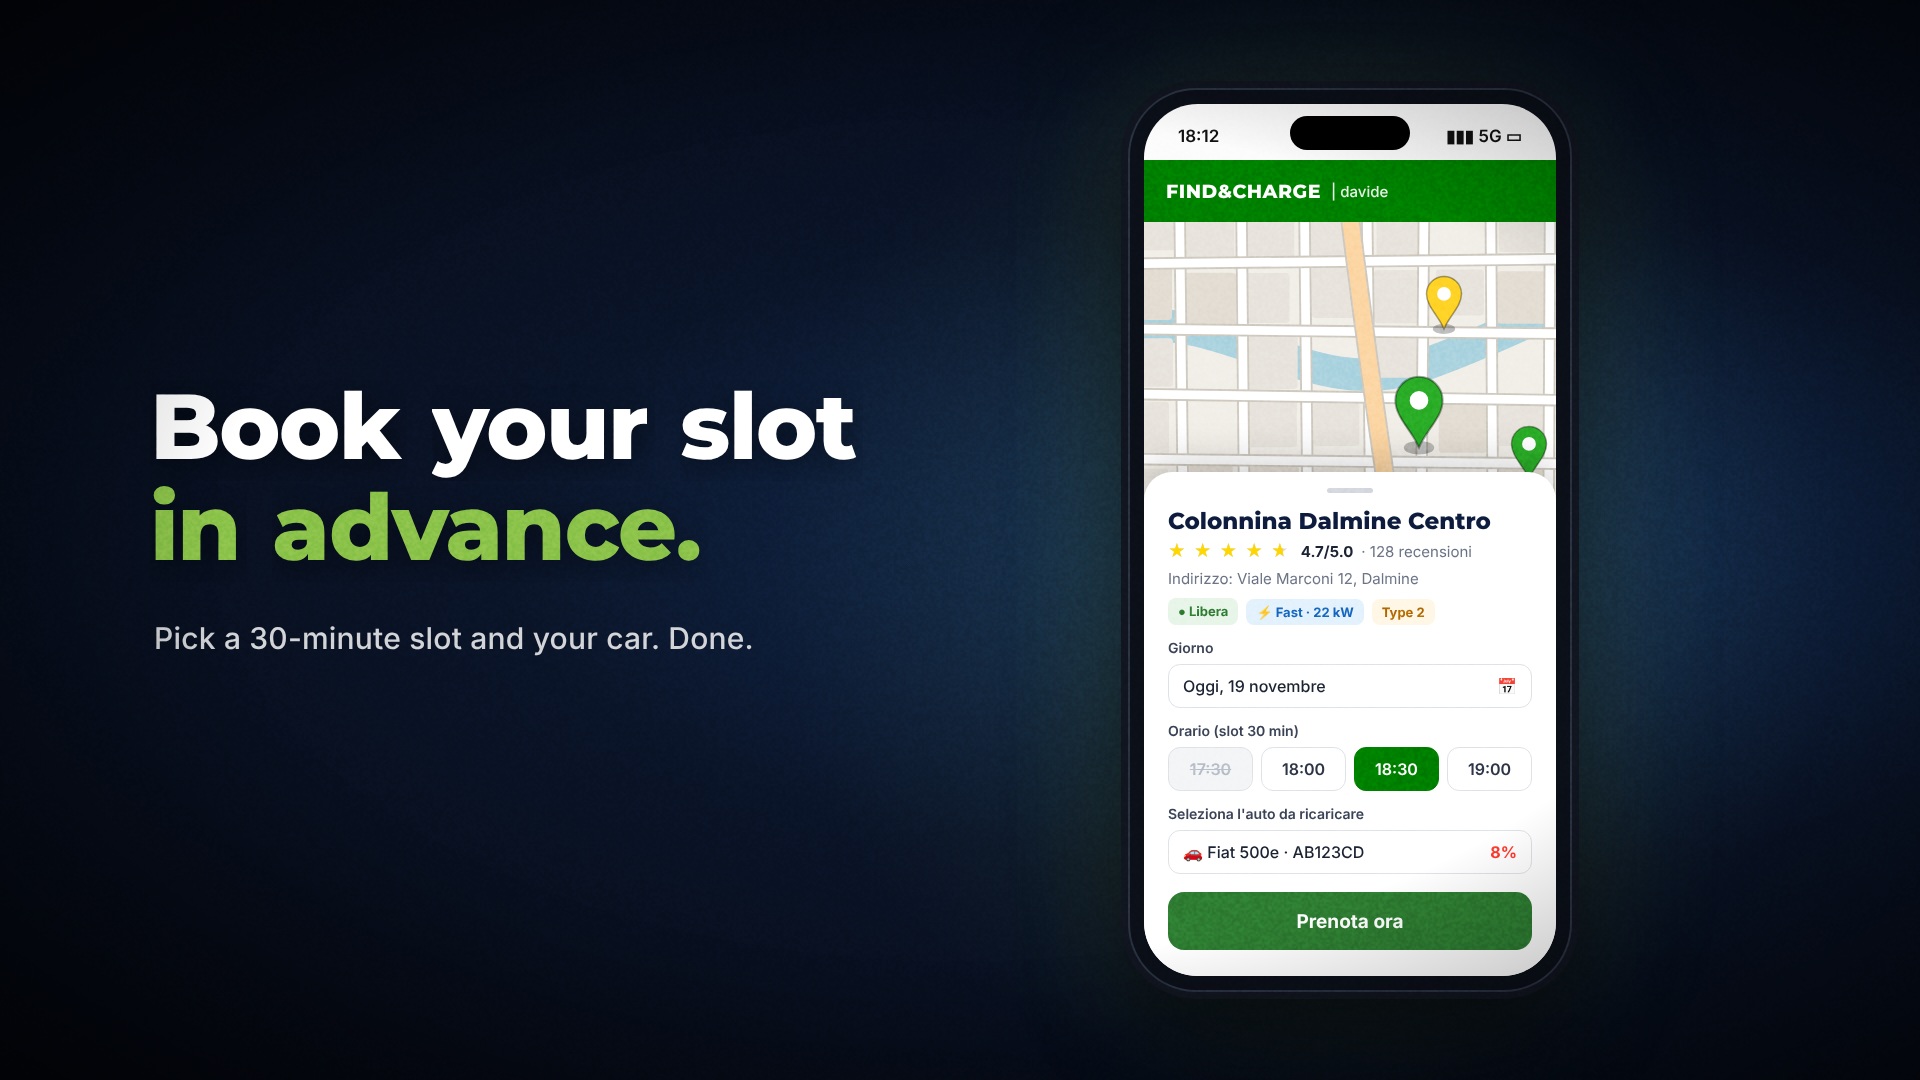 Book your slot
in advance.
Pick a 30-minute slot and your car. Done.
18:12 5G
FIND&CHARGE | davide
Colonnina Dalmine Centro
★ ★ ★ ★ ★ 4.7/5.0 · 128 recensioni
Indirizzo: Viale Marconi 12, Dalmine
● Libera ⚡ Fast · 22 kW Type 2
Giorno
Oggi, 19 novembre
Orario (slot 30 min)
17:30 18:00 18:30 19:00
Seleziona l'auto da ricaricare
🚗 Fiat 500e · AB123CD 8%
Prenota ora